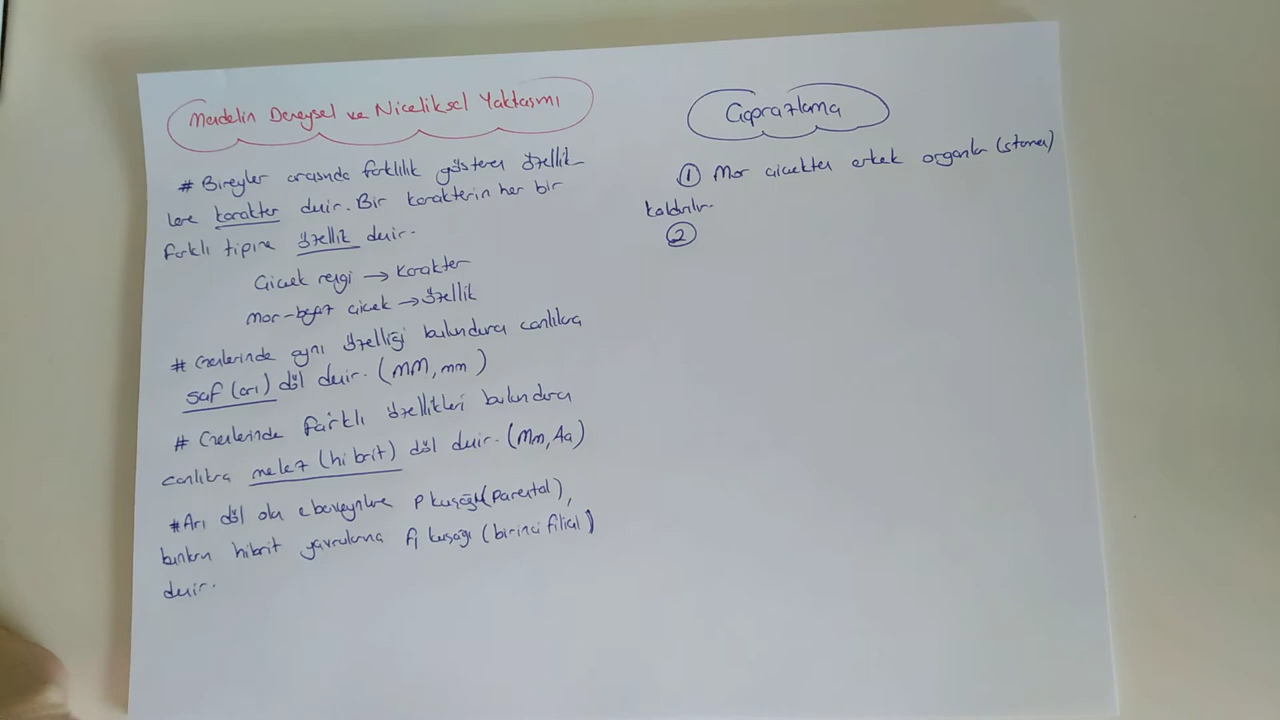 Mendelin Deneysel ve Niceliksel Yaklaşımı
# Bireyler arasında farklılık gösteren özellik
lere karakter denir. Bir karakterin her bir
farklı tipine özellik denir.
Çiçek rengi → karakter
mor-beyaz çiçek → özellik
# Genlerinde aynı özelliği bulunduran canlılara
saf (arı) döl denir. (MM, mm)
# Genlerinde farklı özellikleri bulunduran
canlılara melez (hibrit) döl denir. (Mm, Aa)
# Arı döl olan ebeveynlere P kuşağı (parental),
bunların hibrit yavrularına F1 kuşağı (birinci filial)
denir.
Çaprazlama
① Mor çiçekten erkek organlar (stamen)
kaldırılır.
②